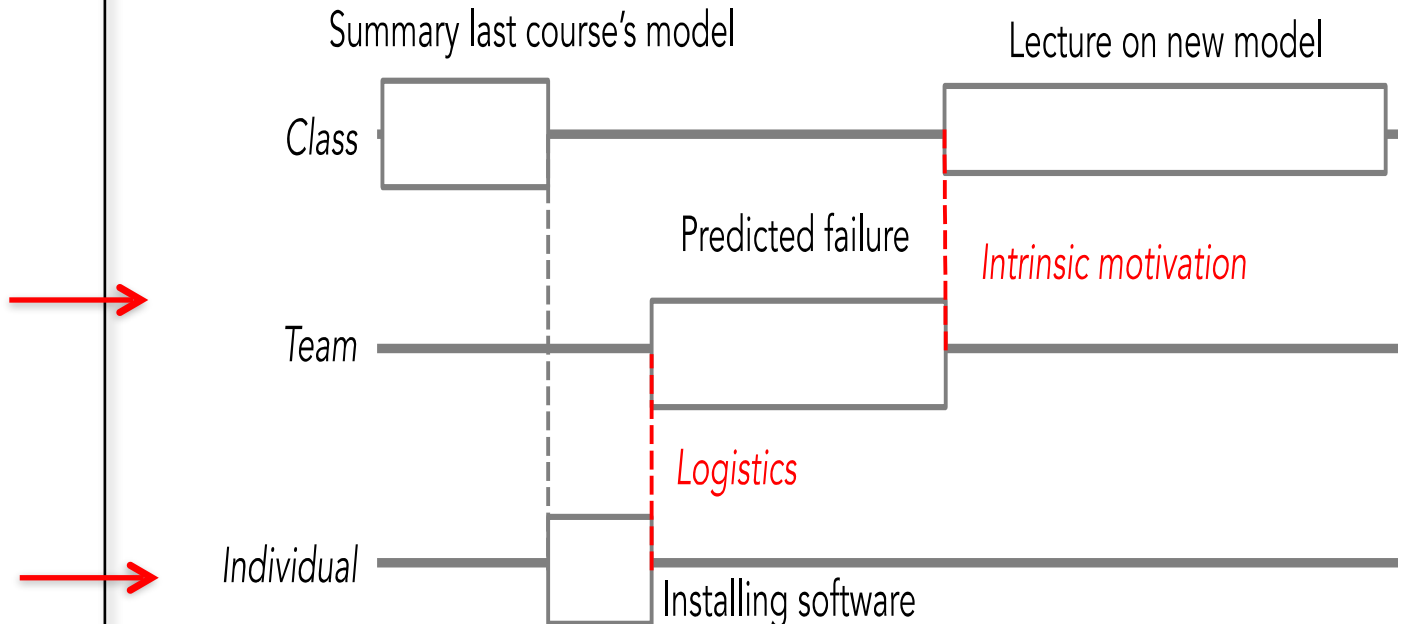 Summary last course's model
Lecture on new model
Class
Predicted failure
Intrinsic motivation
Team
Logistics
Individual
Installing software